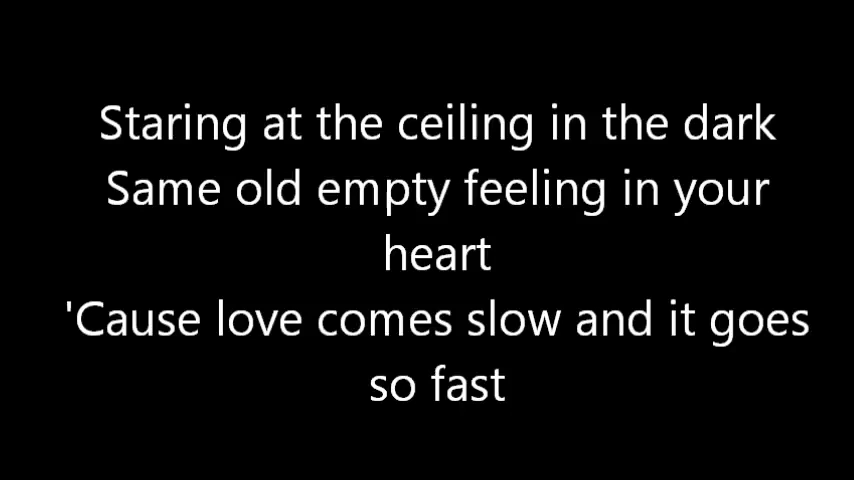 Staring at the ceiling in the dark
Same old empty feeling in your
heart
'Cause love comes slow and it goes
so fast